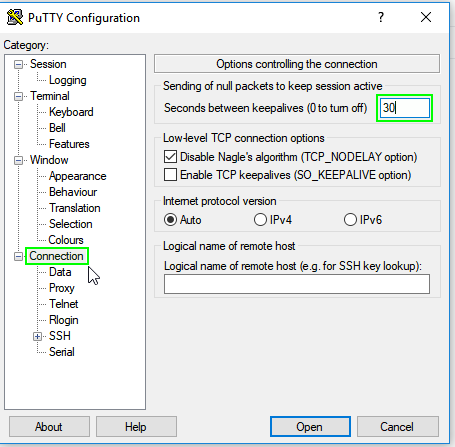 PuTTY Configuration
?
Category:
Session
Logging
Terminal
Keyboard
Bell
Features
Window
Appearance
Behaviour
Translation
Selection
Colours
Connection
Data
Proxy
Telnet
Rlogin
SSH
Serial
Options controlling the connection
Sending of null packets to keep session active
Seconds between keepalives (0 to turn off) 30
Low-level TCP connection options
Disable Nagle's algorithm (TCP_NODELAY option)
Enable TCP keepalives (SO_KEEPALIVE option)
Internet protocol version
Auto IPv4 IPv6
Logical name of remote host
Logical name of remote host (e.g. for SSH key lookup):
About Help Open Cancel